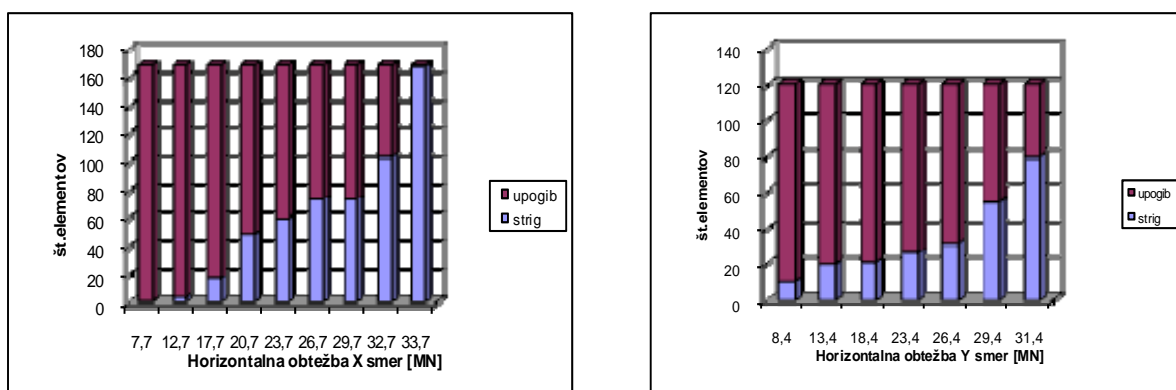 180
160
140
120
100
80
60
40
20
0
št.elementov
7,7 12,7 17,7 20,7 23,7 26,7 29,7 32,7 33,7
Horizontalna obtežba X smer [MN]
upogib
strig
140
120
100
80
60
40
20
0
št.elementov
8,4 13,4 18,4 23,4 26,4 29,4 31,4
Horizontalna obtežba Y smer [MN]
upogib
strig